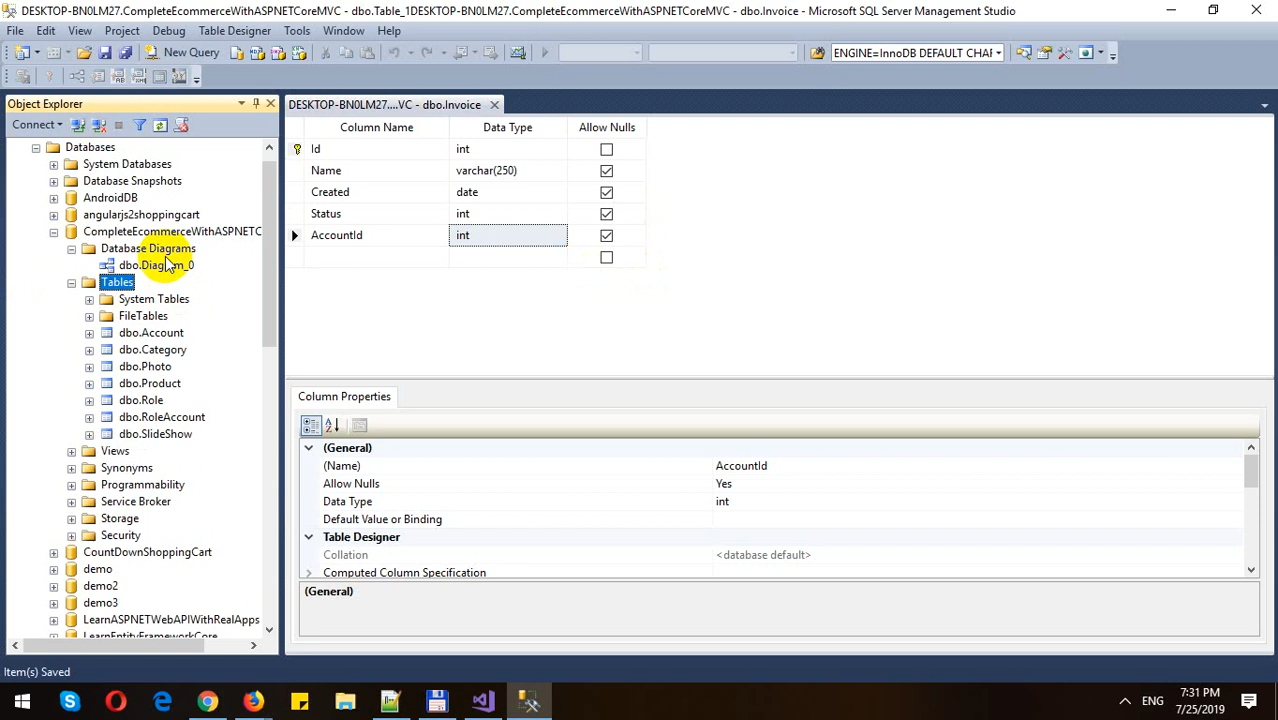 DESKTOP-BN0LM27.CompleteEcommerceWithASPNETCoreMVC - dbo.Table_1DESKTOP-BN0LM27.CompleteEcommerceWithASPNETCoreMVC - dbo.Invoice - Microsoft SQL Server Management Studio
File Edit View Project Debug Table Designer Tools Window Help
New Query ENGINE=InnoDB DEFAULT CHAR
Object Explorer
Connect
Databases
System Databases
Database Snapshots
AndroidDB
angularjs2shoppingcart
CompleteEcommerceWithASPNETC
Database Diagrams
dbo.Diagram_0
Tables
System Tables
FileTables
dbo.Account
dbo.Category
dbo.Photo
dbo.Product
dbo.Role
dbo.RoleAccount
dbo.SlideShow
Views
Synonyms
Programmability
Service Broker
Storage
Security
CountDownShoppingCart
demo
demo2
demo3
LearnASPNETWebAPIWithRealApps
LearnEntityFrameworkCore
DESKTOP-BN0LM27....VC - dbo.Invoice
Column Name Data Type Allow Nulls
Id int
Name varchar(250)
Created date
Status int
AccountId int
Column Properties
(General)
(Name) AccountId
Allow Nulls Yes
Data Type int
Default Value or Binding
Table Designer
Collation <database default>
Computed Column Specification
(General)
Item(s) Saved
ENG
7:31 PM
7/25/2019